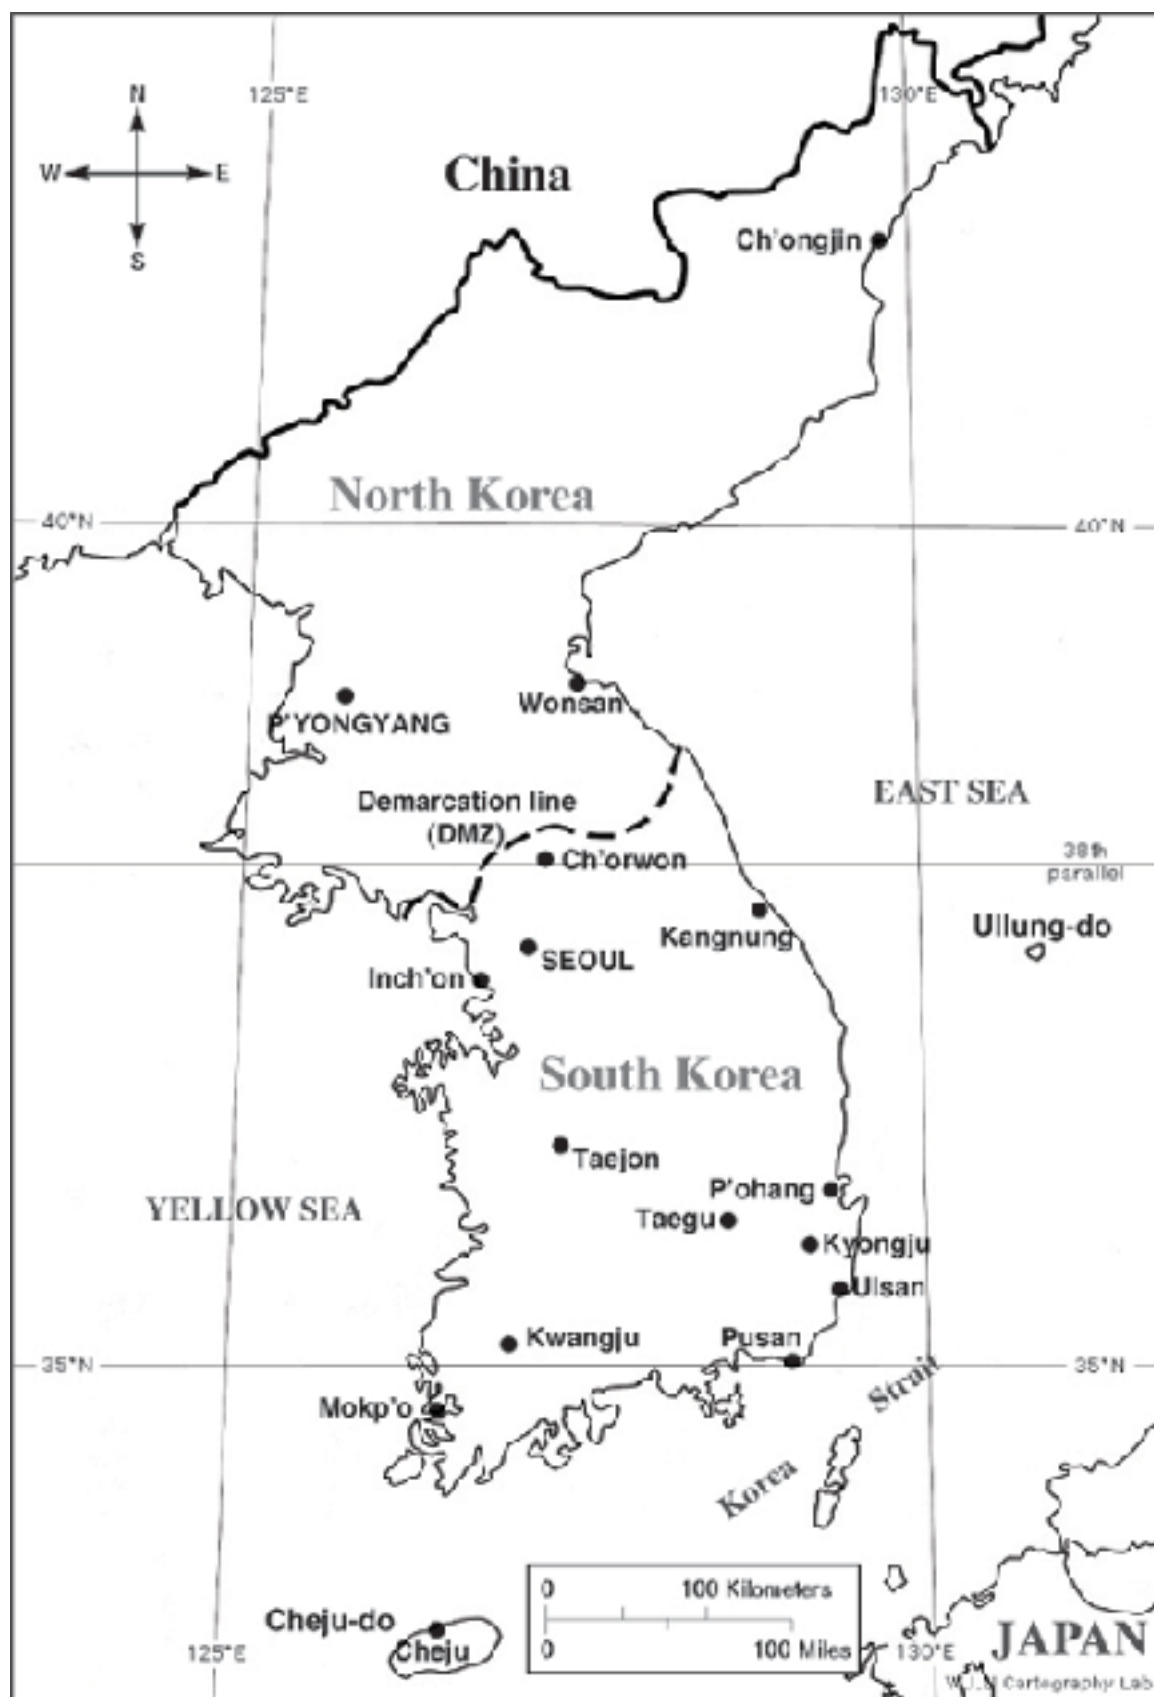 N
125°E
130°E
W
E
S
China
Ch'ongjin
North Korea
40°N
40°N
Wonsan
P'YONGYANG
EAST SEA
Demarcation line
(DMZ)
Ch'orwon
38th
parallel
Kangnung
Ullung-do
SEOUL
Inch'on
South Korea
Taejon
P'ohang
YELLOW SEA
Taegu
Kyongju
Ulsan
Kwangju
Pusan
35°N
35°N
Mokp'o
Korea Strait
0
100 Kilometers
0
100 Miles
Cheju-do
Cheju
125°E
130°E
JAPAN
Cartography Lab